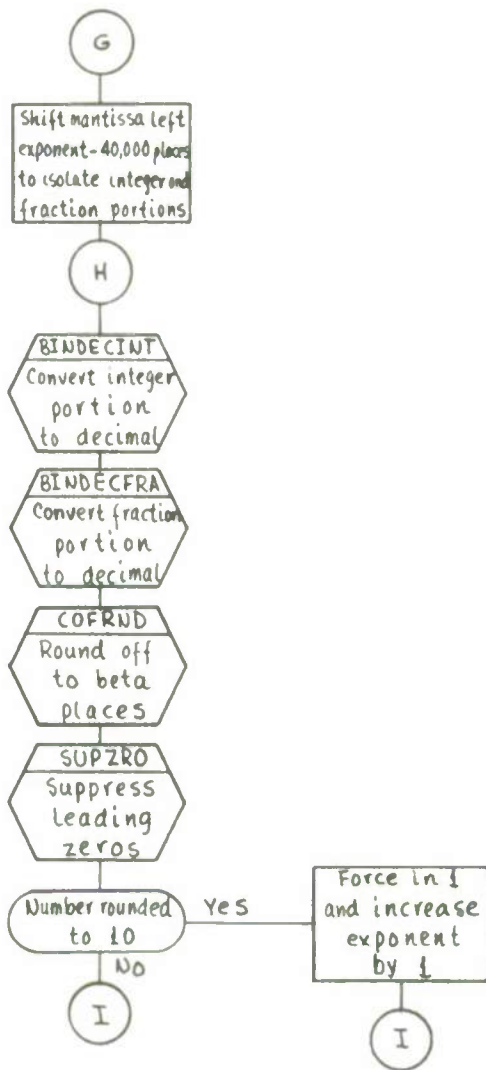 G
Shift mantissa left
exponent-40,000 places
to isolate integer and
fraction portions
H
BINDECINT
Convert integer
portion
to decimal
BINDECFRA
Convert fraction
portion
to decimal
COFRND
Round off
to beta
places
SUPZRO
Suppress
leading
zeros
Number rounded
to 10
Yes
No
I
Force in 1
and increase
exponent
by 1
I